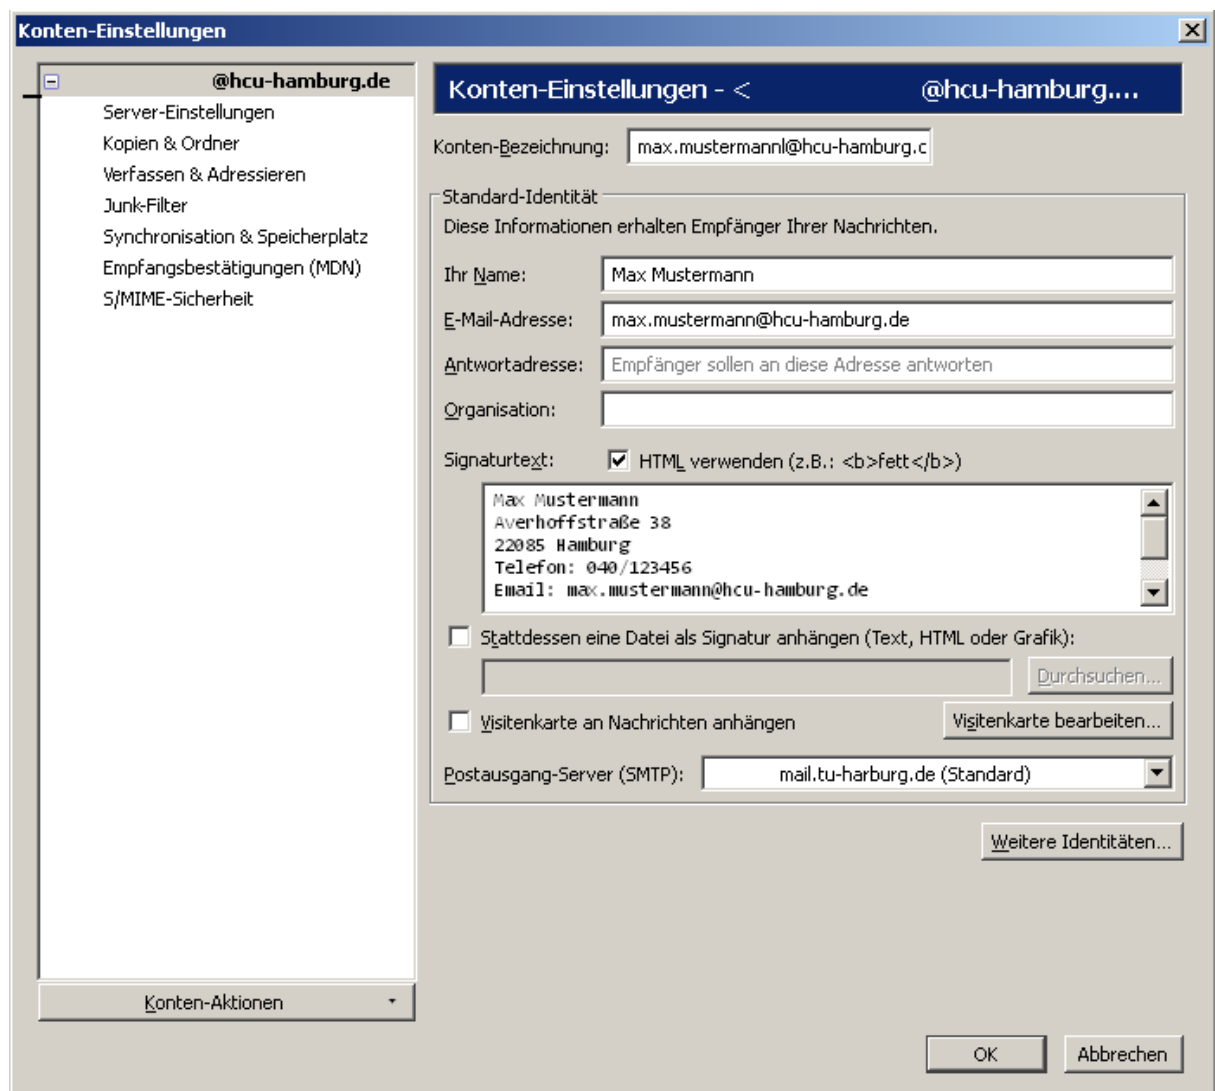 Konten-Einstellungen
@hcu-hamburg.de
Server-Einstellungen
Kopien & Ordner
Verfassen & Adressieren
Junk-Filter
Synchronisation & Speicherplatz
Empfangsbestätigungen (MDN)
S/MIME-Sicherheit
Konten-Aktionen
Konten-Einstellungen - < @hcu-hamburg....
Konten-Bezeichnung: max.mustermannl@hcu-hamburg.c
Standard-Identität
Diese Informationen erhalten Empfänger Ihrer Nachrichten.
Ihr Name: Max Mustermann
E-Mail-Adresse: max.mustermann@hcu-hamburg.de
Antwortadresse: Empfänger sollen an diese Adresse antworten
Organisation:
Signaturtext: HTML verwenden (z.B.: <b>fett</b>)
Max Mustermann
Averhoffstraße 38
22085 Hamburg
Telefon: 040/123456
Email: max.mustermann@hcu-hamburg.de
Stattdessen eine Datei als Signatur anhängen (Text, HTML oder Grafik):
Durchsuchen...
Visitenkarte an Nachrichten anhängen Visitenkarte bearbeiten...
Postausgang-Server (SMTP): mail.tu-harburg.de (Standard)
Weitere Identitäten...
OK Abbrechen